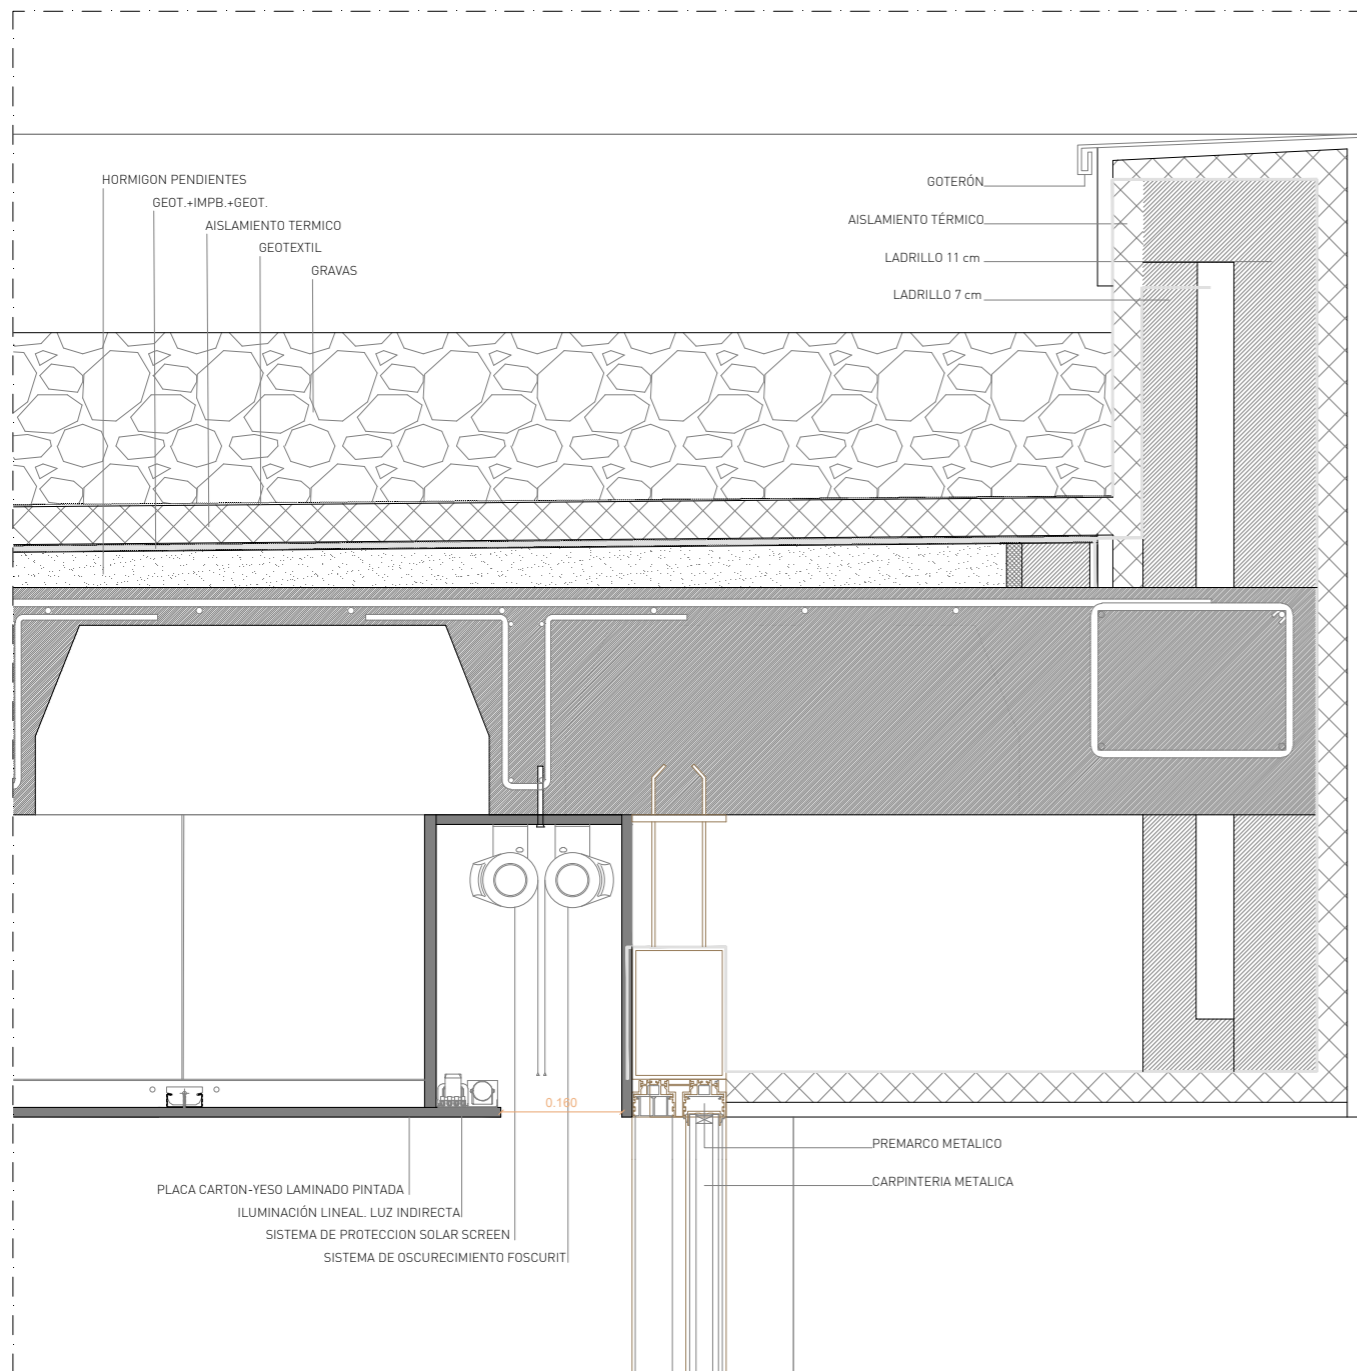 HORMIGON PENDIENTES
GEOT.+IMPB.+GEOT.
AISLAMIENTO TERMICO
GEOTEXTIL
GRAVAS
GOTERÓN
AISLAMIENTO TÉRMICO
LADRILLO 11 cm
LADRILLO 7 cm
0.160
PREMARCO METALICO
CARPINTERIA METALICA
PLACA CARTON-YESO LAMINADO PINTADA
ILUMINACIÓN LINEAL. LUZ INDIRECTA
SISTEMA DE PROTECCION SOLAR SCREEN
SISTEMA DE OSCURECIMIENTO FOSCURIT